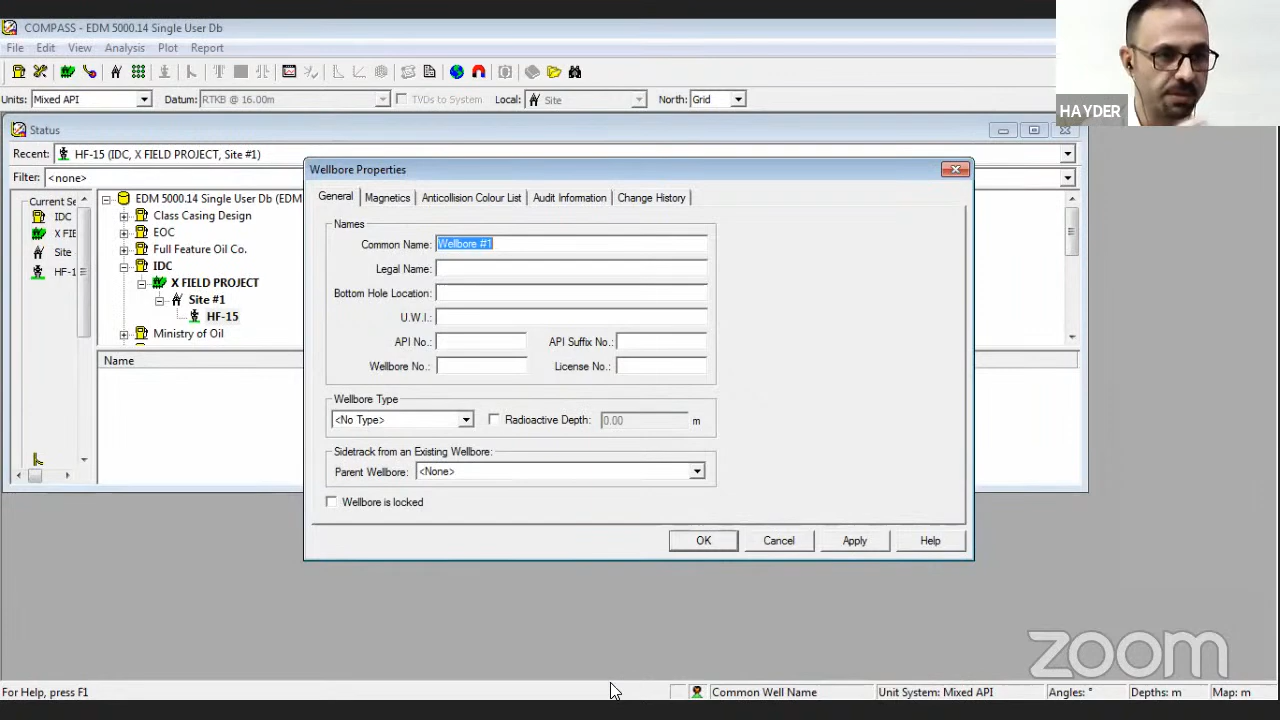 COMPASS - EDM 5000.14 Single User Db
File Edit View Analysis Plot Report
HAYDER
Units: Mixed API Datum: RTKB @ 16.00m TVDs to System Local: Site North: Grid
Status
Recent: HF-15 (IDC, X FIELD PROJECT, Site #1)
Filter: <none>
Current Se
IDC
X FIE
Site
HF-1
EDM 5000.14 Single User Db (EDM
Class Casing Design
EOC
Full Feature Oil Co.
IDC
X FIELD PROJECT
Site #1
HF-15
Ministry of Oil
Name
Wellbore Properties
General Magnetics Anticollision Colour List Audit Information Change History
Names
Common Name: Wellbore #1
Legal Name:
Bottom Hole Location:
U.W.I.:
API No.: API Suffix No.:
Wellbore No.: License No.:
Wellbore Type
<No Type> Radioactive Depth: 0.00 m
Sidetrack from an Existing Wellbore:
Parent Wellbore: <None>
Wellbore is locked
OK Cancel Apply Help
zoom
For Help, press F1 Common Well Name Unit System: Mixed API Angles: ° Depths: m Map: m